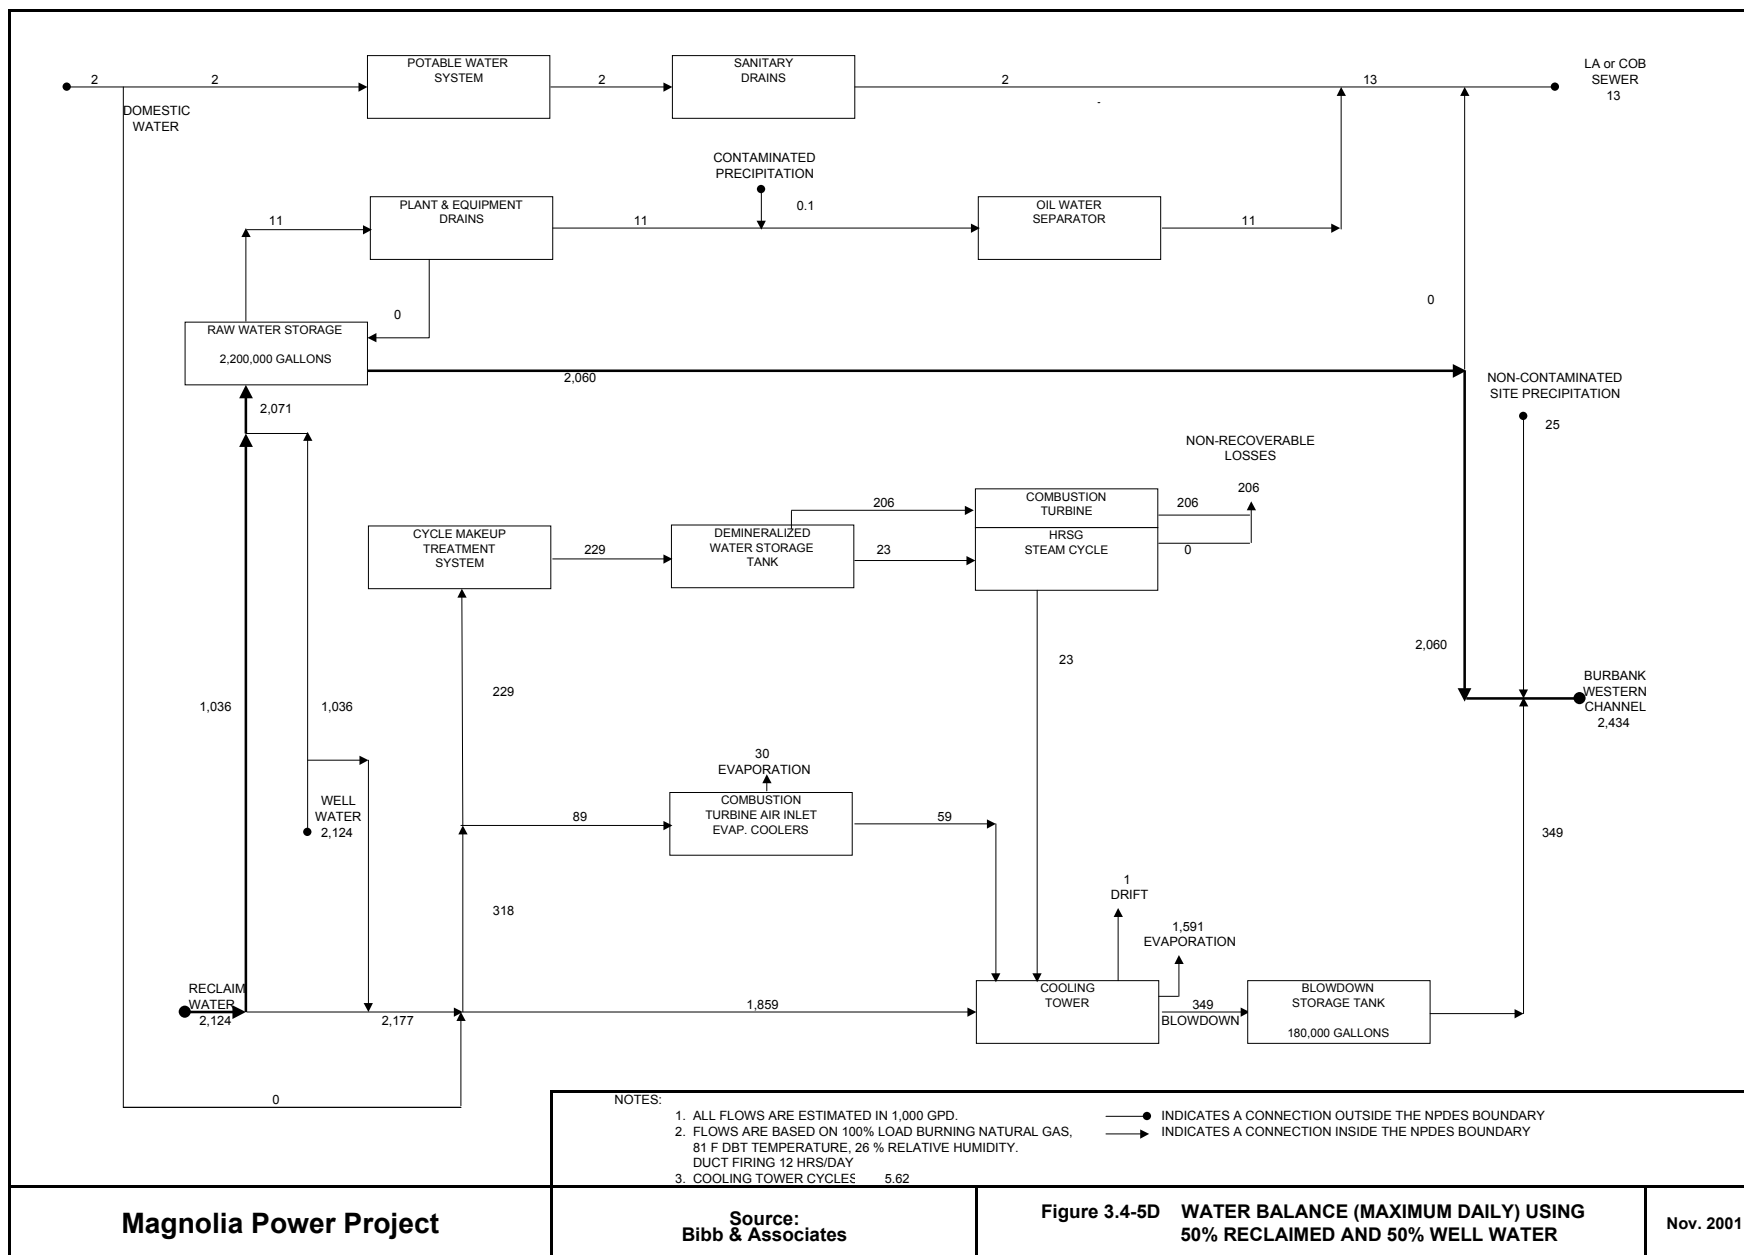 2
2
POTABLE WATER
SYSTEM
2
SANITARY
DRAINS
2
13
LA or COB
SEWER
13
DOMESTIC
WATER
-
CONTAMINATED
PRECIPITATION
0.1
11
PLANT & EQUIPMENT
DRAINS
11
OIL WATER
SEPARATOR
11
0
0
RAW WATER STORAGE
2,200,000 GALLONS
2,060
2,071
NON-CONTAMINATED
SITE PRECIPITATION
25
NON-RECOVERABLE
LOSSES
206
CYCLE MAKEUP
TREATMENT
SYSTEM
229
DEMINERALIZED
WATER STORAGE
TANK
206
23
COMBUSTION
TURBINE
HRSG
STEAM CYCLE
206
0
2,060
23
229
1,036
1,036
BURBANK
WESTERN
CHANNEL
2,434
30
EVAPORATION
WELL
WATER
2,124
89
COMBUSTION
TURBINE AIR INLET
EVAP. COOLERS
59
349
318
1
DRIFT
1,591
EVAPORATION
RECLAIM
WATER
2,124
2,177
1,859
COOLING
TOWER
349
BLOWDOWN
BLOWDOWN
STORAGE TANK
180,000 GALLONS
0
NOTES:
1. ALL FLOWS ARE ESTIMATED IN 1,000 GPD.
2. FLOWS ARE BASED ON 100% LOAD BURNING NATURAL GAS,
81 F DBT TEMPERATURE, 26 % RELATIVE HUMIDITY.
DUCT FIRING 12 HRS/DAY
3. COOLING TOWER CYCLES 5.62
INDICATES A CONNECTION OUTSIDE THE NPDES BOUNDARY
INDICATES A CONNECTION INSIDE THE NPDES BOUNDARY
Magnolia Power Project
Source:
Bibb & Associates
Figure 3.4-5D WATER BALANCE (MAXIMUM DAILY) USING
50% RECLAIMED AND 50% WELL WATER
Nov. 2001